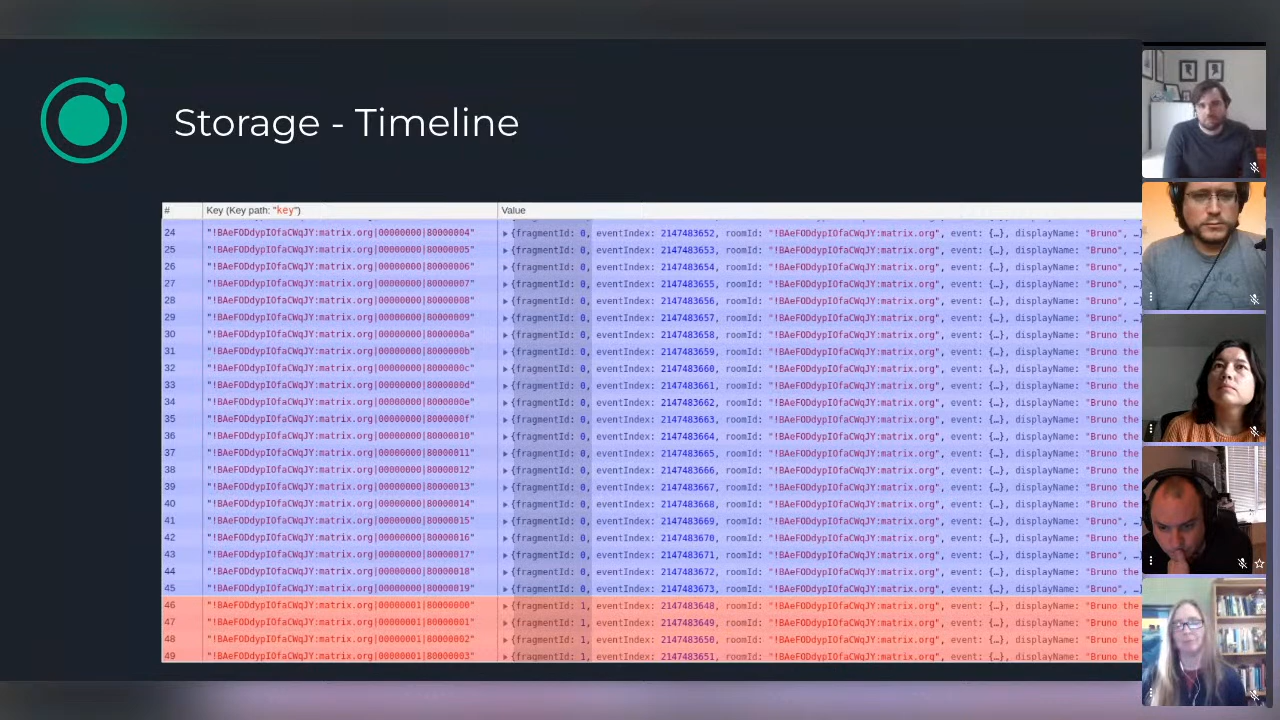 Storage - Timeline
# Key (Key path: "key") Value
24 "!BAeFODdypIOfaCWqJY:matrix.org|00000000|80000004" {fragmentId: 0, eventIndex: 2147483652, roomId: "!BAeFODdypIOfaCWqJY:matrix.org", event: {…}, displayName: "Bruno", …}
25 "!BAeFODdypIOfaCWqJY:matrix.org|00000000|80000005" {fragmentId: 0, eventIndex: 2147483653, roomId: "!BAeFODdypIOfaCWqJY:matrix.org", event: {…}, displayName: "Bruno", …}
26 "!BAeFODdypIOfaCWqJY:matrix.org|00000000|80000006" {fragmentId: 0, eventIndex: 2147483654, roomId: "!BAeFODdypIOfaCWqJY:matrix.org", event: {…}, displayName: "Bruno", …}
27 "!BAeFODdypIOfaCWqJY:matrix.org|00000000|80000007" {fragmentId: 0, eventIndex: 2147483655, roomId: "!BAeFODdypIOfaCWqJY:matrix.org", event: {…}, displayName: "Bruno", …}
28 "!BAeFODdypIOfaCWqJY:matrix.org|00000000|80000008" {fragmentId: 0, eventIndex: 2147483656, roomId: "!BAeFODdypIOfaCWqJY:matrix.org", event: {…}, displayName: "Bruno", …}
29 "!BAeFODdypIOfaCWqJY:matrix.org|00000000|80000009" {fragmentId: 0, eventIndex: 2147483657, roomId: "!BAeFODdypIOfaCWqJY:matrix.org", event: {…}, displayName: "Bruno", …}
30 "!BAeFODdypIOfaCWqJY:matrix.org|00000000|8000000a" {fragmentId: 0, eventIndex: 2147483658, roomId: "!BAeFODdypIOfaCWqJY:matrix.org", event: {…}, displayName: "Bruno the
31 "!BAeFODdypIOfaCWqJY:matrix.org|00000000|8000000b" {fragmentId: 0, eventIndex: 2147483659, roomId: "!BAeFODdypIOfaCWqJY:matrix.org", event: {…}, displayName: "Bruno the
32 "!BAeFODdypIOfaCWqJY:matrix.org|00000000|8000000c" {fragmentId: 0, eventIndex: 2147483660, roomId: "!BAeFODdypIOfaCWqJY:matrix.org", event: {…}, displayName: "Bruno the
33 "!BAeFODdypIOfaCWqJY:matrix.org|00000000|8000000d" {fragmentId: 0, eventIndex: 2147483661, roomId: "!BAeFODdypIOfaCWqJY:matrix.org", event: {…}, displayName: "Bruno the
34 "!BAeFODdypIOfaCWqJY:matrix.org|00000000|8000000e" {fragmentId: 0, eventIndex: 2147483662, roomId: "!BAeFODdypIOfaCWqJY:matrix.org", event: {…}, displayName: "Bruno the
35 "!BAeFODdypIOfaCWqJY:matrix.org|00000000|8000000f" {fragmentId: 0, eventIndex: 2147483663, roomId: "!BAeFODdypIOfaCWqJY:matrix.org", event: {…}, displayName: "Bruno the
36 "!BAeFODdypIOfaCWqJY:matrix.org|00000000|80000010" {fragmentId: 0, eventIndex: 2147483664, roomId: "!BAeFODdypIOfaCWqJY:matrix.org", event: {…}, displayName: "Bruno the
37 "!BAeFODdypIOfaCWqJY:matrix.org|00000000|80000011" {fragmentId: 0, eventIndex: 2147483665, roomId: "!BAeFODdypIOfaCWqJY:matrix.org", event: {…}, displayName: "Bruno the
38 "!BAeFODdypIOfaCWqJY:matrix.org|00000000|80000012" {fragmentId: 0, eventIndex: 2147483666, roomId: "!BAeFODdypIOfaCWqJY:matrix.org", event: {…}, displayName: "Bruno the
39 "!BAeFODdypIOfaCWqJY:matrix.org|00000000|80000013" {fragmentId: 0, eventIndex: 2147483667, roomId: "!BAeFODdypIOfaCWqJY:matrix.org", event: {…}, displayName: "Bruno", …}
40 "!BAeFODdypIOfaCWqJY:matrix.org|00000000|80000014" {fragmentId: 0, eventIndex: 2147483668, roomId: "!BAeFODdypIOfaCWqJY:matrix.org", event: {…}, displayName: "Bruno", …}
41 "!BAeFODdypIOfaCWqJY:matrix.org|00000000|80000015" {fragmentId: 0, eventIndex: 2147483669, roomId: "!BAeFODdypIOfaCWqJY:matrix.org", event: {…}, displayName: "Bruno", …}
42 "!BAeFODdypIOfaCWqJY:matrix.org|00000000|80000016" {fragmentId: 0, eventIndex: 2147483670, roomId: "!BAeFODdypIOfaCWqJY:matrix.org", event: {…}, displayName: "Bruno", …}
43 "!BAeFODdypIOfaCWqJY:matrix.org|00000000|80000017" {fragmentId: 0, eventIndex: 2147483671, roomId: "!BAeFODdypIOfaCWqJY:matrix.org", event: {…}, displayName: "Bruno", …}
44 "!BAeFODdypIOfaCWqJY:matrix.org|00000000|80000018" {fragmentId: 0, eventIndex: 2147483672, roomId: "!BAeFODdypIOfaCWqJY:matrix.org", event: {…}, displayName: "Bruno the
45 "!BAeFODdypIOfaCWqJY:matrix.org|00000000|80000019" {fragmentId: 0, eventIndex: 2147483673, roomId: "!BAeFODdypIOfaCWqJY:matrix.org", event: {…}, displayName: "Bruno", …}
46 "!BAeFODdypIOfaCWqJY:matrix.org|00000001|80000000" {fragmentId: 1, eventIndex: 2147483648, roomId: "!BAeFODdypIOfaCWqJY:matrix.org", event: {…}, displayName: "Bruno the
47 "!BAeFODdypIOfaCWqJY:matrix.org|00000001|80000001" {fragmentId: 1, eventIndex: 2147483649, roomId: "!BAeFODdypIOfaCWqJY:matrix.org", event: {…}, displayName: "Bruno the
48 "!BAeFODdypIOfaCWqJY:matrix.org|00000001|80000002" {fragmentId: 1, eventIndex: 2147483650, roomId: "!BAeFODdypIOfaCWqJY:matrix.org", event: {…}, displayName: "Bruno the
49 "!BAeFODdypIOfaCWqJY:matrix.org|00000001|80000003" {fragmentId: 1, eventIndex: 2147483651, roomId: "!BAeFODdypIOfaCWqJY:matrix.org", event: {…}, displayName: "Bruno the